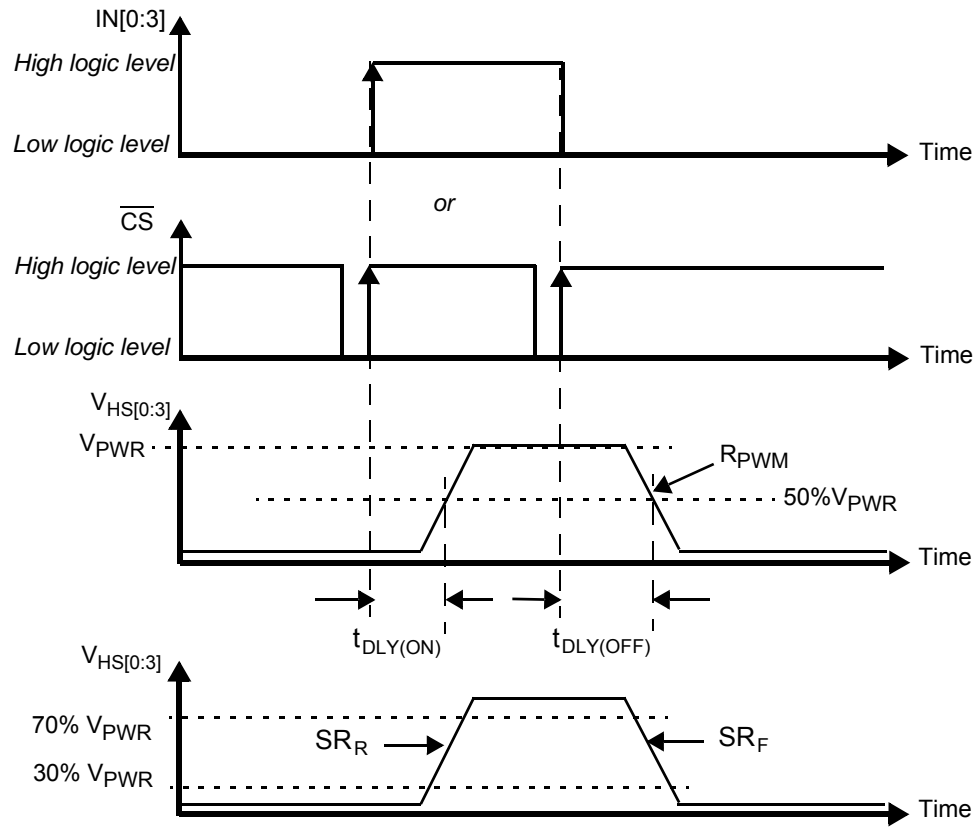 IN[0:3]
High logic level
Low logic level
Time
or
CS
High logic level
Low logic level
Time
VHS[0:3]
VPWR
RPWM
50%VPWR
Time
tDLY(ON)
tDLY(OFF)
VHS[0:3]
70% VPWR
SRR
SRF
30% VPWR
Time